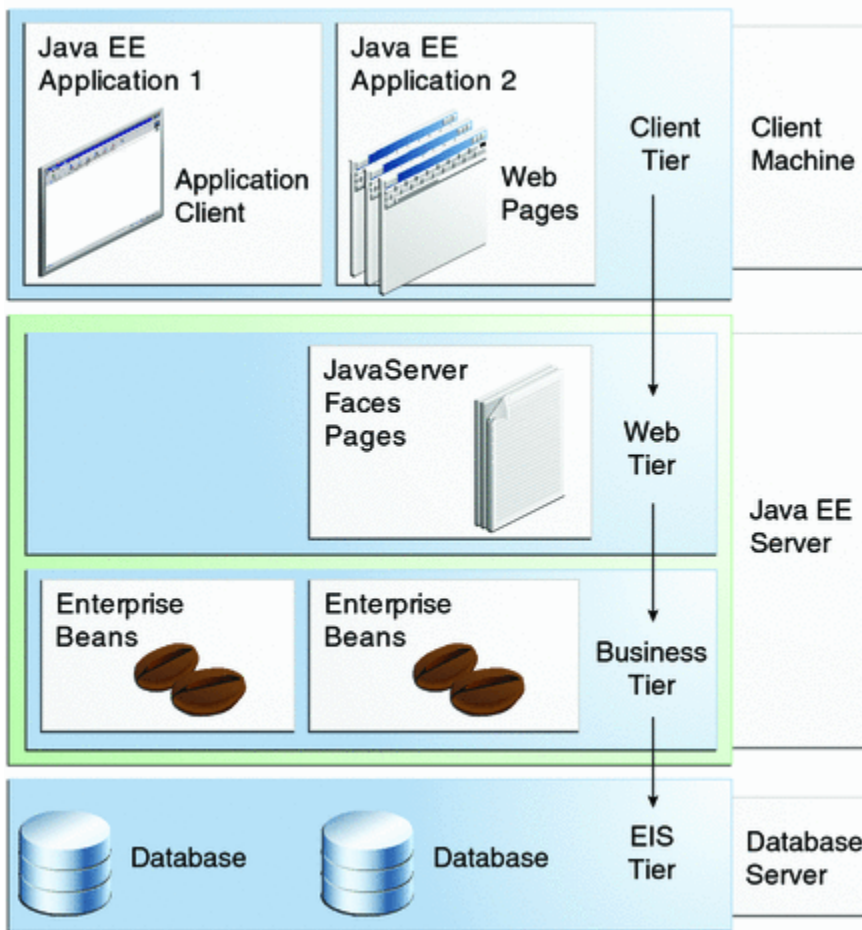 Java EE
Application 1
Application
Client
Java EE
Application 2
Web
Pages
Client
Tier
Client
Machine
JavaServer
Faces
Pages
Web
Tier
Java EE
Server
Enterprise
Beans
Enterprise
Beans
Business
Tier
Database
Database
EIS
Tier
Database
Server